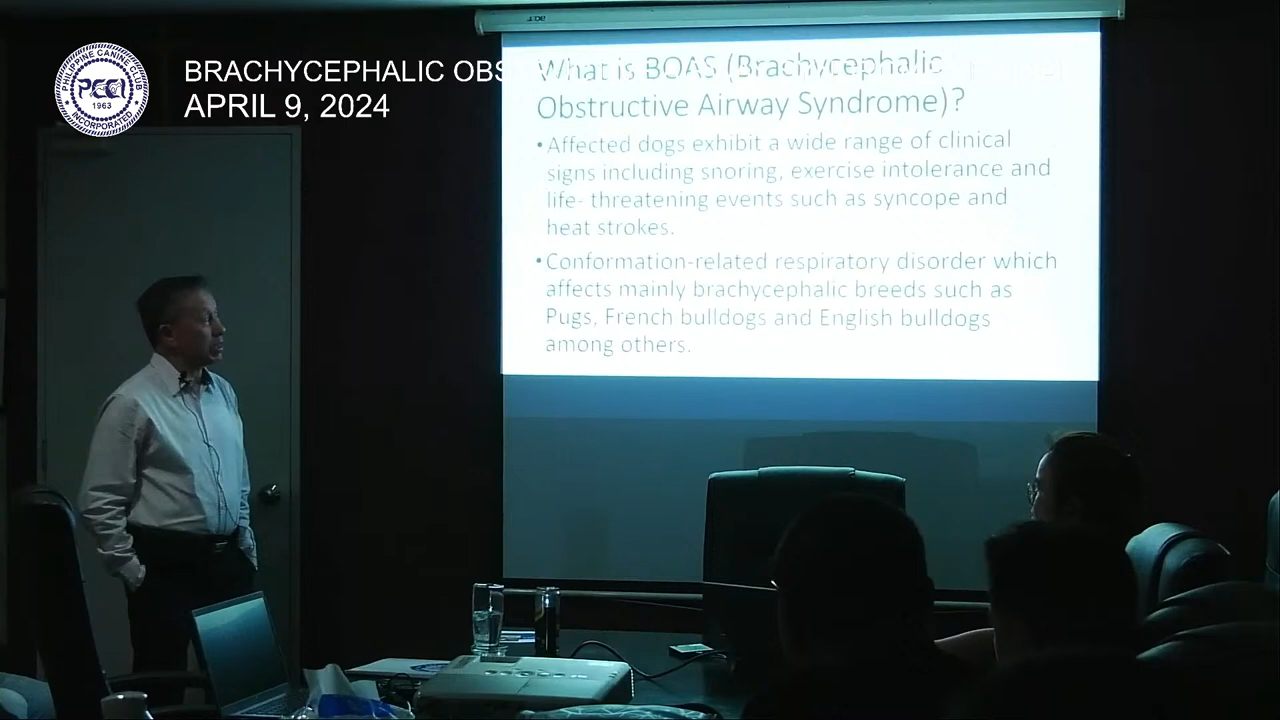 PHILIPPINE CANINE CLUB
PCCI
1963
INCORPORATED
BRACHYCEPHALIC OBS
APRIL 9, 2024
acer
What is BOAS (Brachycephalic
Obstructive Airway Syndrome)?
•Affected dogs exhibit a wide range of clinical
signs including snoring, exercise intolerance and
life- threatening events such as syncope and
heat strokes.
•Conformation-related respiratory disorder which
affects mainly brachycephalic breeds such as
Pugs, French bulldogs and English bulldogs
among others.